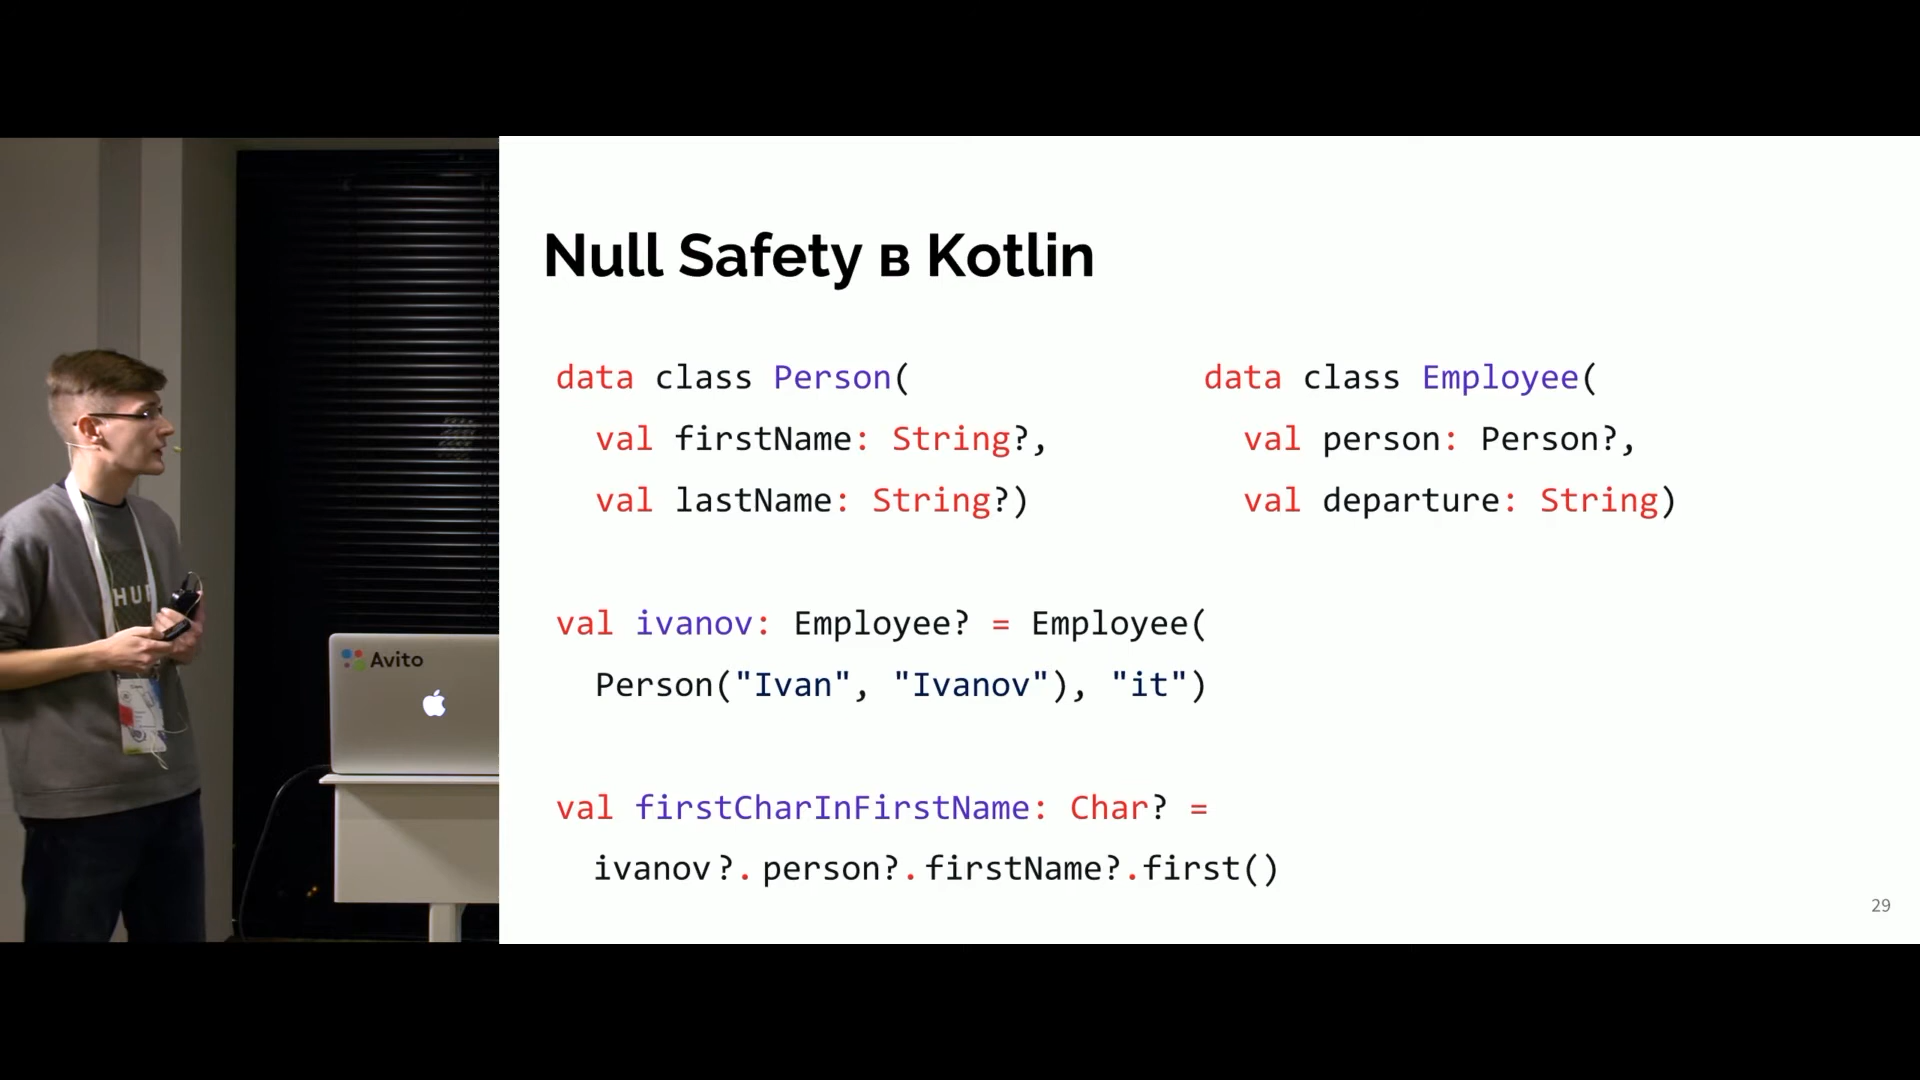 Null Safety в Kotlin
data class Person(
val firstName: String?,
val lastName: String?)
data class Employee(
val person: Person?,
val departure: String)
val ivanov: Employee? = Employee(
Person("Ivan", "Ivanov"), "it")
val firstCharInFirstName: Char? =
ivanov?.person?.firstName?.first()
29
Avito
HUF